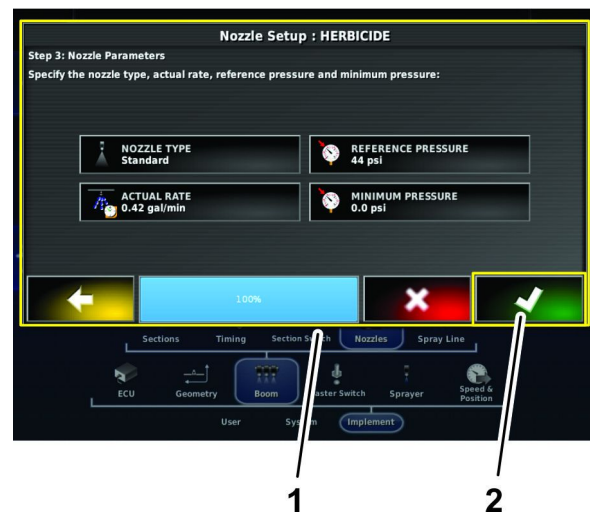 Nozzle Setup : HERBICIDE
Step 3: Nozzle Parameters
Specify the nozzle type, actual rate, reference pressure and minimum pressure:
NOZZLE TYPE
Standard
REFERENCE PRESSURE
44 psi
ACTUAL RATE
0.42 gal/min
MINIMUM PRESSURE
0.0 psi
100%
Sections Timing Section Switch Nozzles Spray Line
ECU Geometry Boom Master Switch Sprayer Speed & Position
User System Implement
1 2